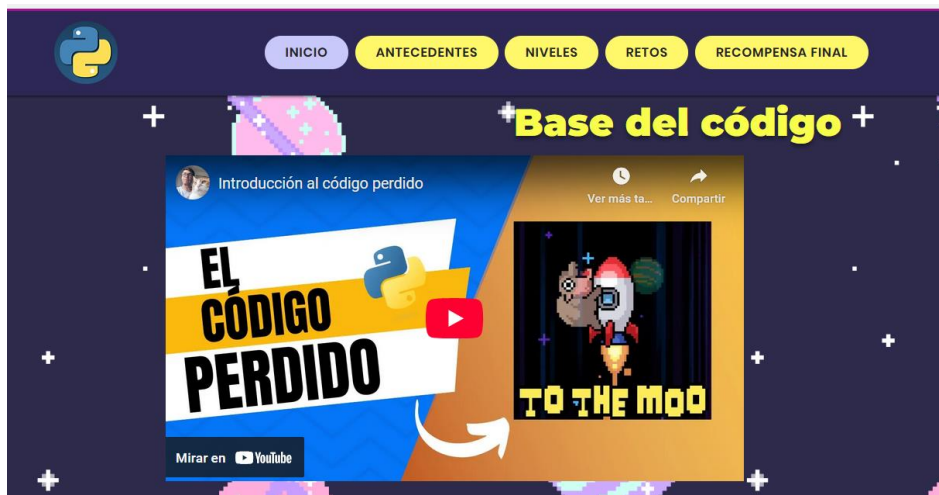 INICIO
ANTECEDENTES
NIVELES
RETOS
RECOMPENSA FINAL
Base del código
Introducción al código perdido
Ver más ta...
Compartir
EL
CÓDIGO
PERDIDO
TO THE MOO
Mirar en YouTube